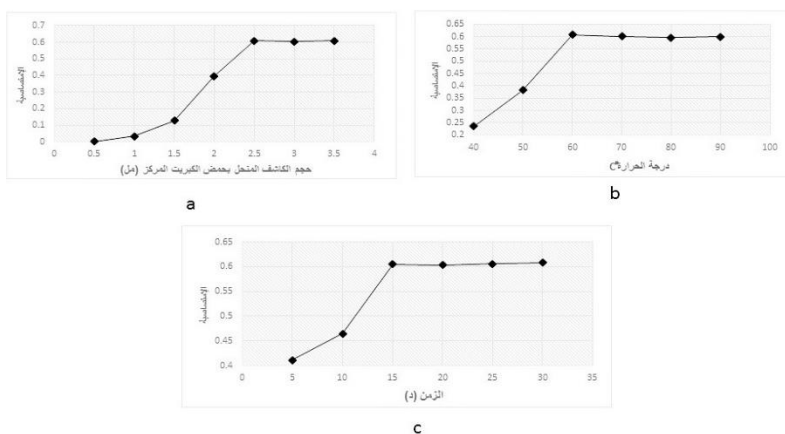 0.7
0.6
0.5
0.4
0.3
0.2
0.1
0
الامتصاصية
0 0.5 1 1.5 2 2.5 3 3.5 4
حجم الكاشف المنحل بحمض الكبريت المركز (مل)
a
0.65
0.6
0.55
0.5
0.45
0.4
0.35
0.3
0.25
0.2
الامتصاصية
40 50 60 70 80 90 100
درجة الحرارة C°
b
0.65
0.6
0.55
0.5
0.45
0.4
الامتصاصية
0 5 10 15 20 25 30 35
الزمن (د)
c